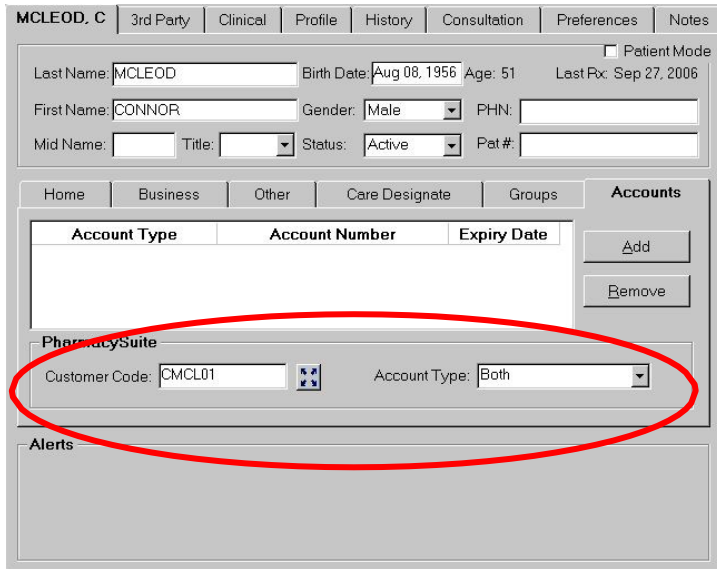 MCLEOD, C 3rd Party Clinical Profile History Consultation Preferences Notes
Patient Mode
Last Name: MCLEOD Birth Date: Aug 08, 1956 Age: 51 Last Rx: Sep 27, 2006
First Name: CONNOR Gender: Male PHN:
Mid Name: Title: Status: Active Pat #:
Home Business Other Care Designate Groups Accounts
Account Type Account Number Expiry Date
Add
Remove
PharmacySuite
Customer Code: CMCL01 Account Type: Both
Alerts